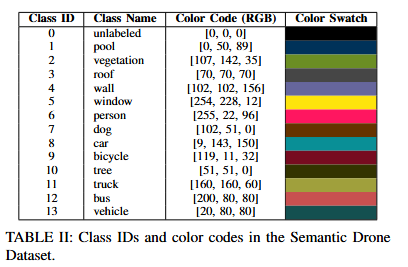 Class ID Class Name Color Code (RGB) Color Swatch
0 unlabeled [0, 0, 0]
1 pool [0, 50, 89]
2 vegetation [107, 142, 35]
3 roof [70, 70, 70]
4 wall [102, 102, 156]
5 window [254, 228, 12]
6 person [255, 22, 96]
7 dog [102, 51, 0]
8 car [9, 143, 150]
9 bicycle [119, 11, 32]
10 tree [51, 51, 0]
11 truck [160, 160, 60]
12 bus [200, 80, 80]
13 vehicle [20, 80, 80]
TABLE II: Class IDs and color codes in the Semantic Drone
Dataset.